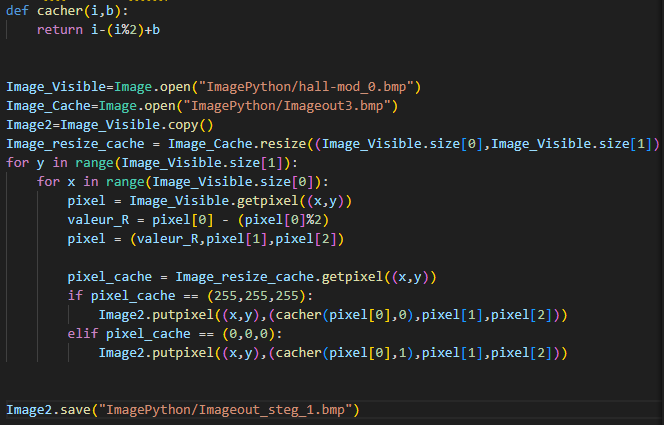 def cacher(i,b):
    return i-(i%2)+b
Image_Visible=Image.open("ImagePython/hall-mod_0.bmp")
Image_Cache=Image.open("ImagePython/Imageout3.bmp")
Image2=Image_Visible.copy()
Image_resize_cache = Image_Cache.resize((Image_Visible.size[0],Image_Visible.size[1])
for y in range(Image_Visible.size[1]):
    for x in range(Image_Visible.size[0]):
        pixel = Image_Visible.getpixel((x,y))
        valeur_R = pixel[0] - (pixel[0]%2)
        pixel = (valeur_R,pixel[1],pixel[2])
        pixel_cache = Image_resize_cache.getpixel((x,y))
        if pixel_cache == (255,255,255):
            Image2.putpixel((x,y),(cacher(pixel[0],0),pixel[1],pixel[2]))
        elif pixel_cache == (0,0,0):
            Image2.putpixel((x,y),(cacher(pixel[0],1),pixel[1],pixel[2]))
Image2.save("ImagePython/Imageout_steg_1.bmp")